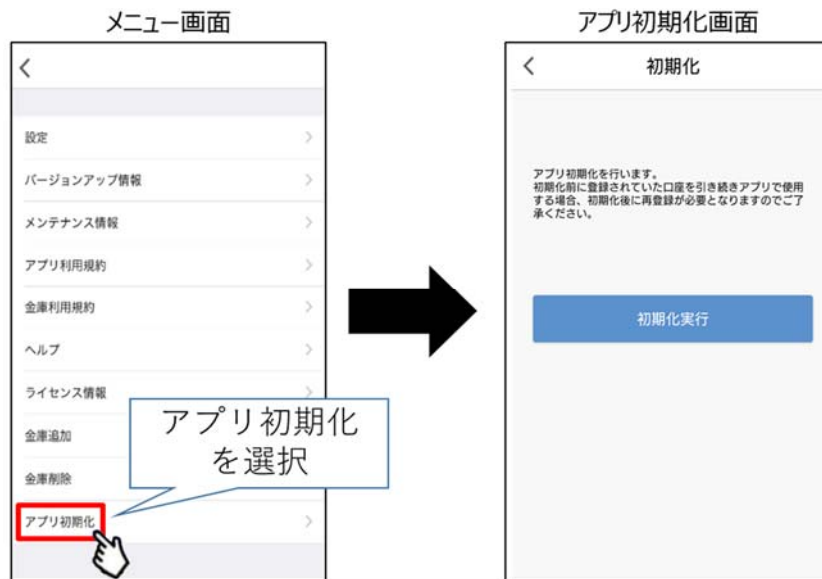 メニュー画面
設定
バージョンアップ情報
メンテナンス情報
アプリ利用規約
金庫利用規約
ヘルプ
ライセンス情報
金庫追加
金庫削除
アプリ初期化
アプリ初期化
を選択
アプリ初期化画面
初期化
アプリ初期化を行います。
初期化前に登録されていた口座を引き続きアプリで使用
する場合、初期化後に再登録が必要となりますのでご了
承ください。
初期化実行